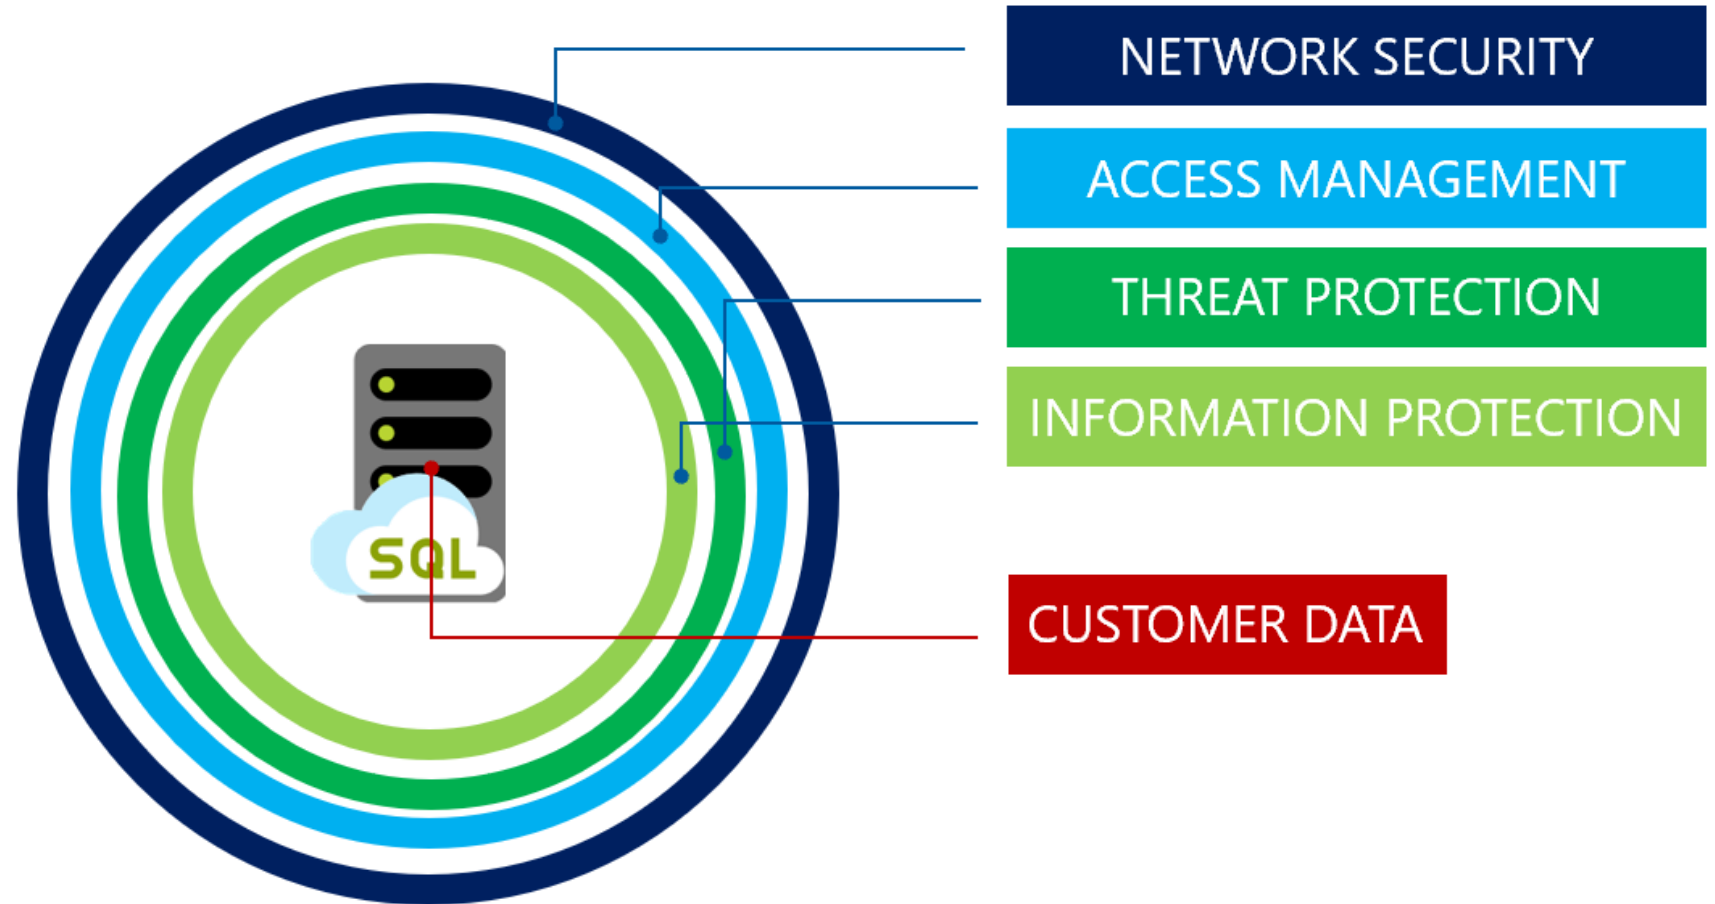 NETWORK SECURITY
ACCESS MANAGEMENT
THREAT PROTECTION
INFORMATION PROTECTION
SQL
CUSTOMER DATA